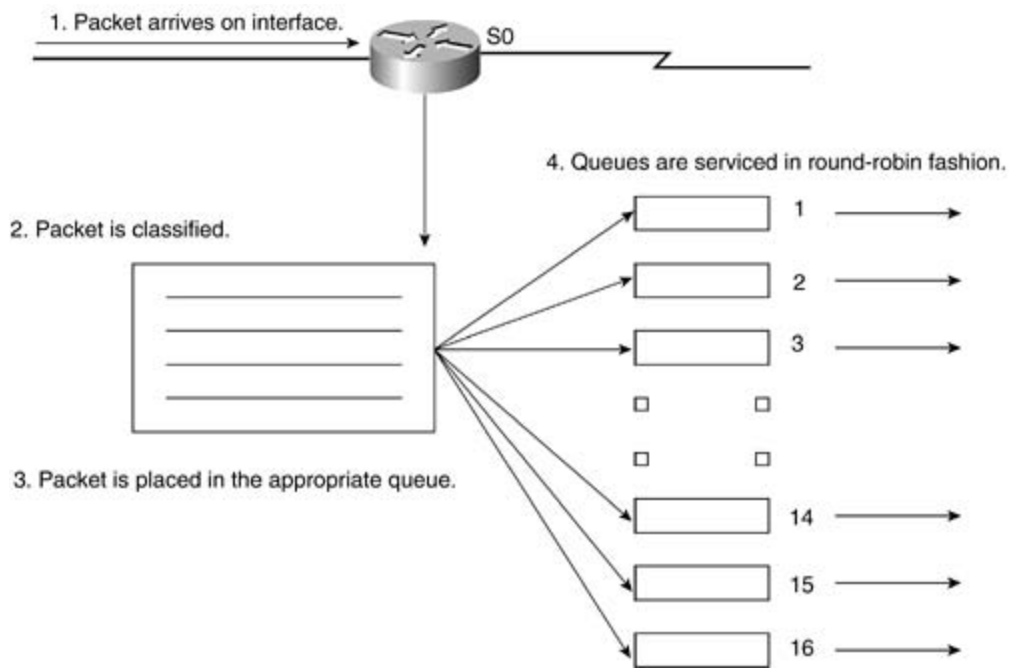 1. Packet arrives on interface.
S0
4. Queues are serviced in round-robin fashion.
1
2. Packet is classified.
2
3
3. Packet is placed in the appropriate queue.
14
15
16